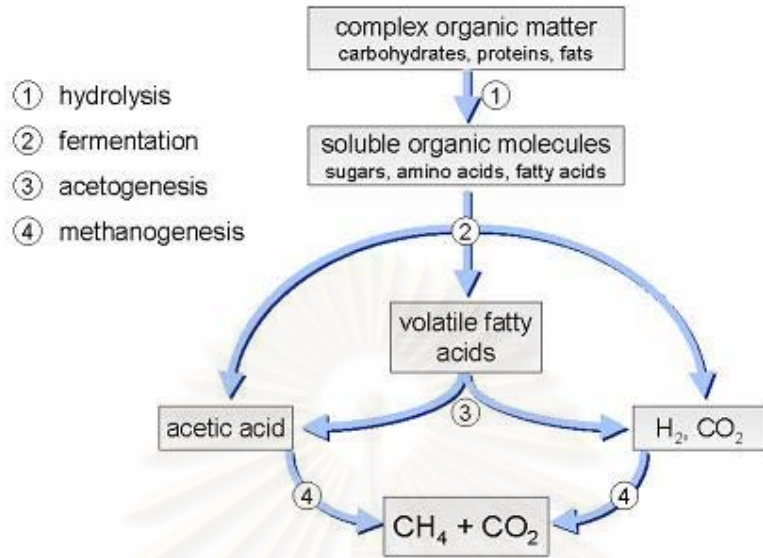 complex organic matter
carbohydrates, proteins, fats
① hydrolysis
①
② fermentation
soluble organic molecules
sugars, amino acids, fatty acids
③ acetogenesis
④ methanogenesis
②
volatile fatty
acids
③
acetic acid
H₂, CO₂
④
④
CH₄ + CO₂